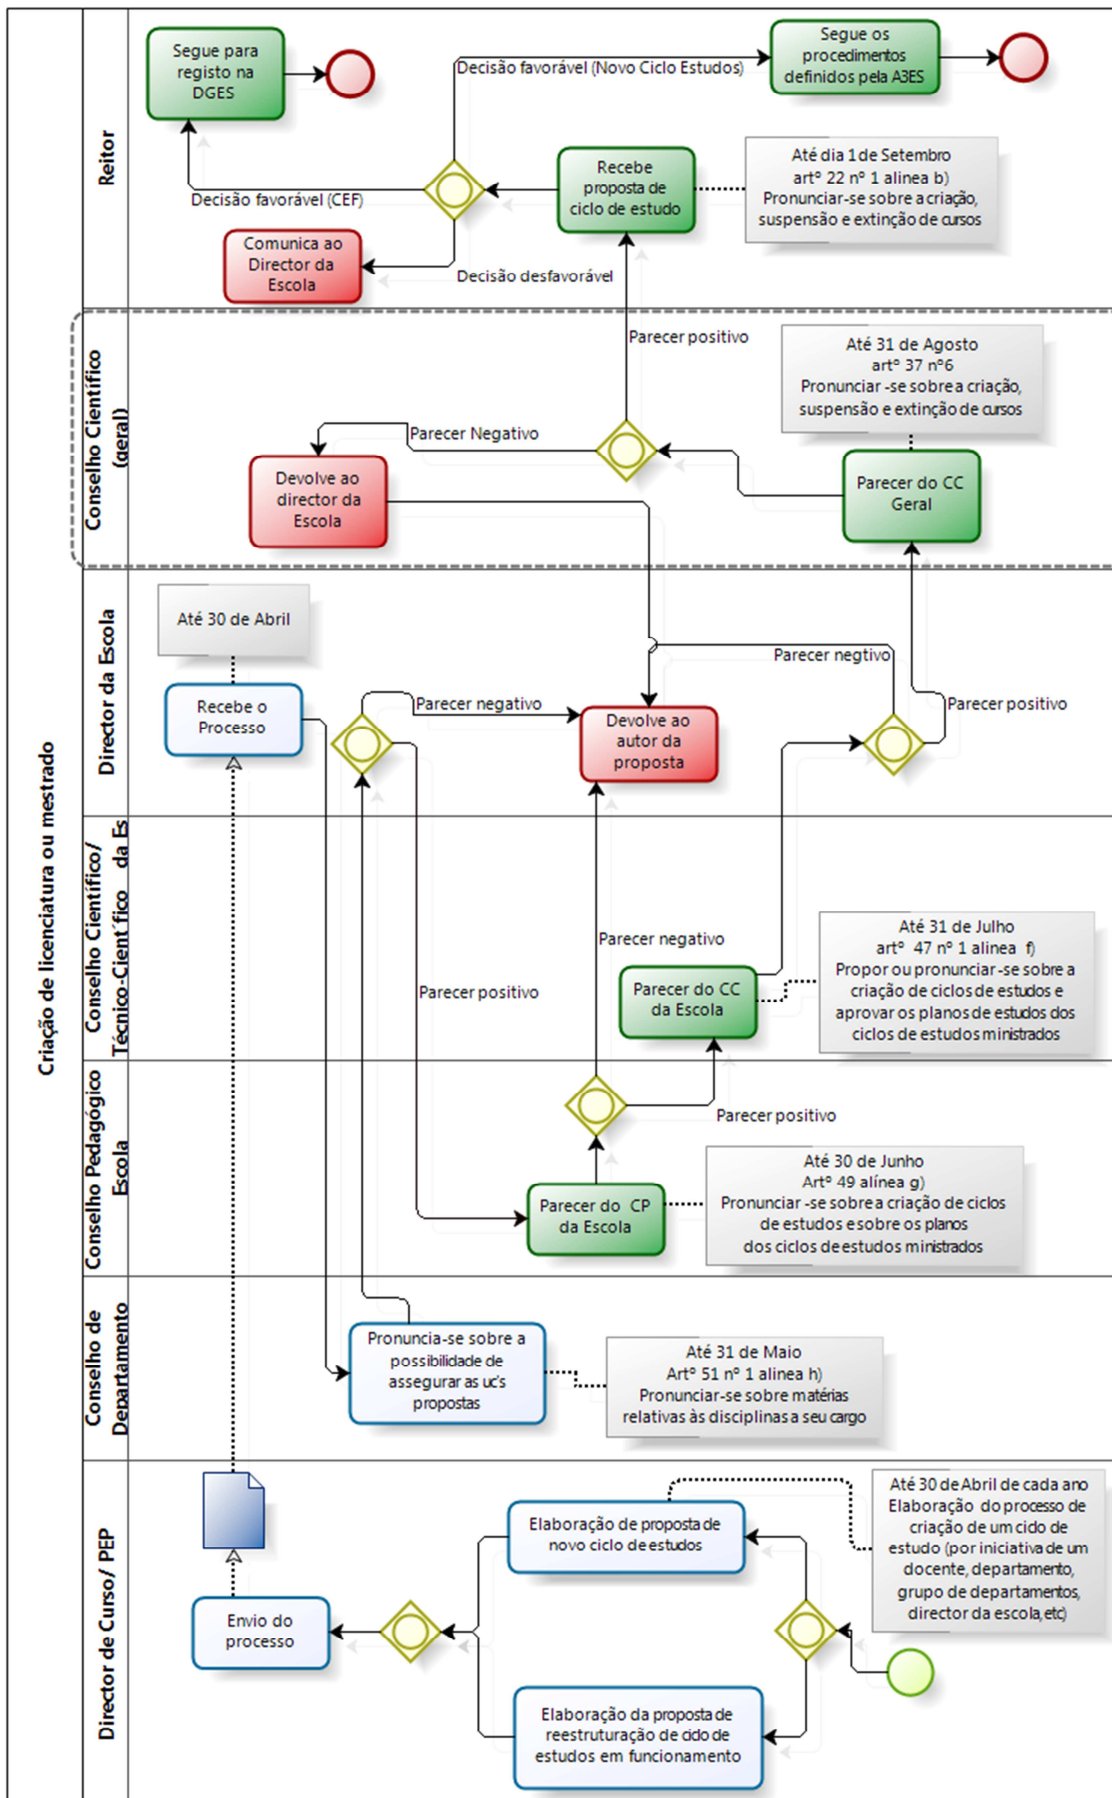 Criação de licenciatura ou mestrado
Reitor
Segue para
registo na
DGES
Decisão favorável (Novo Ciclo Estudos)
Segue os
procedimentos
definidos pela A3ES
Decisão favorável (CEF)
Recebe
proposta de
ciclo de estudo
Até dia 1 de Setembro
artº 22 nº 1 alinea b)
Pronunciar-se sobre a criação,
suspensão e extinção de cursos
Comunica ao
Director da
Escola
Decisão desfavorável
Conselho Científico
(geral)
Parecer positivo
Até 31 de Agosto
artº 37 nº6
Pronunciar -se sobre a criação,
suspensão e extinção de cursos
Parecer Negativo
Devolve ao
director da
Escola
Parecer do CC
Geral
Director da Escola
Até 30 de Abril
Recebe o
Processo
Parecer negativo
Devolve ao
autor da
proposta
Parecer negtivo
Parecer positivo
Conselho Científico/
Técnico-Científico da Es
Parecer positivo
Parecer negativo
Parecer do CC
da Escola
Até 31 de Julho
artº 47 nº 1 alinea f)
Propor ou pronunciar -se sobre a
criação de ciclos de estudos e
aprovar os planos de estudos dos
ciclos de estudos ministrados
Conselho Pedagógico
Escola
Parecer positivo
Parecer do CP
da Escola
Até 30 de Junho
Artº 49 alínea g)
Pronunciar -se sobre a criação de ciclos
de estudos e sobre os planos
dos ciclos de estudos ministrados
Conselho de
Departamento
Pronuncia-se sobre a
possibilidade de
assegurar as uc's
propostas
Até 31 de Maio
Artº 51 nº 1 alinea h)
Pronunciar-se sobre matérias
relativas às disciplinas a seu cargo
Director de Curso/ PEP
Elaboração de proposta de
novo ciclo de estudos
Até 30 de Abril de cada ano
Elaboração do processo de
criação de um ciclo de
estudo (por iniciativa de um
docente, departamento,
grupo de departamentos,
director da escola,etc)
Envio do
processo
Elaboração da proposta de
reestruturação de ciclo de
estudos em funcionamento